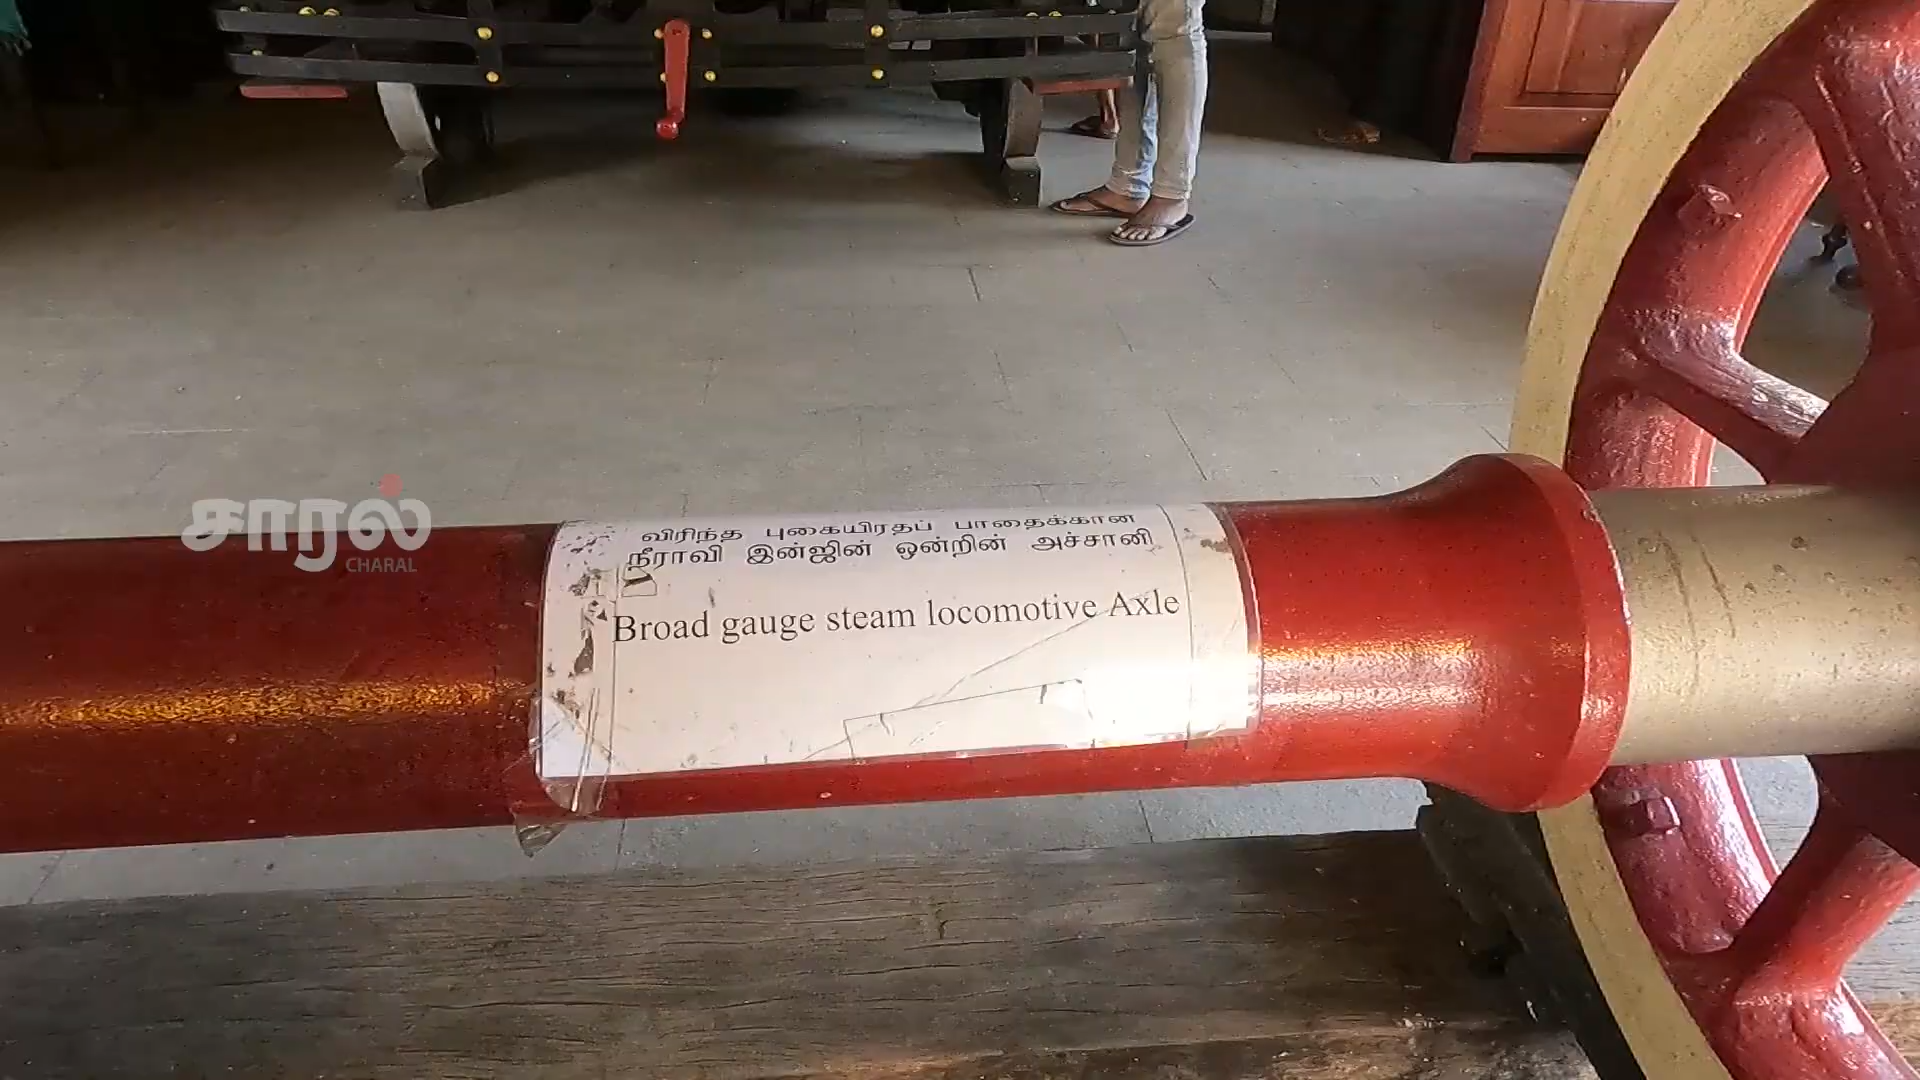 விரிந்த புகையிரதப் பாதைக்கான
நீராவி இன்ஜின் ஒன்றின் அச்சாணி
Broad gauge steam locomotive Axle
சாரல்
CHARAL